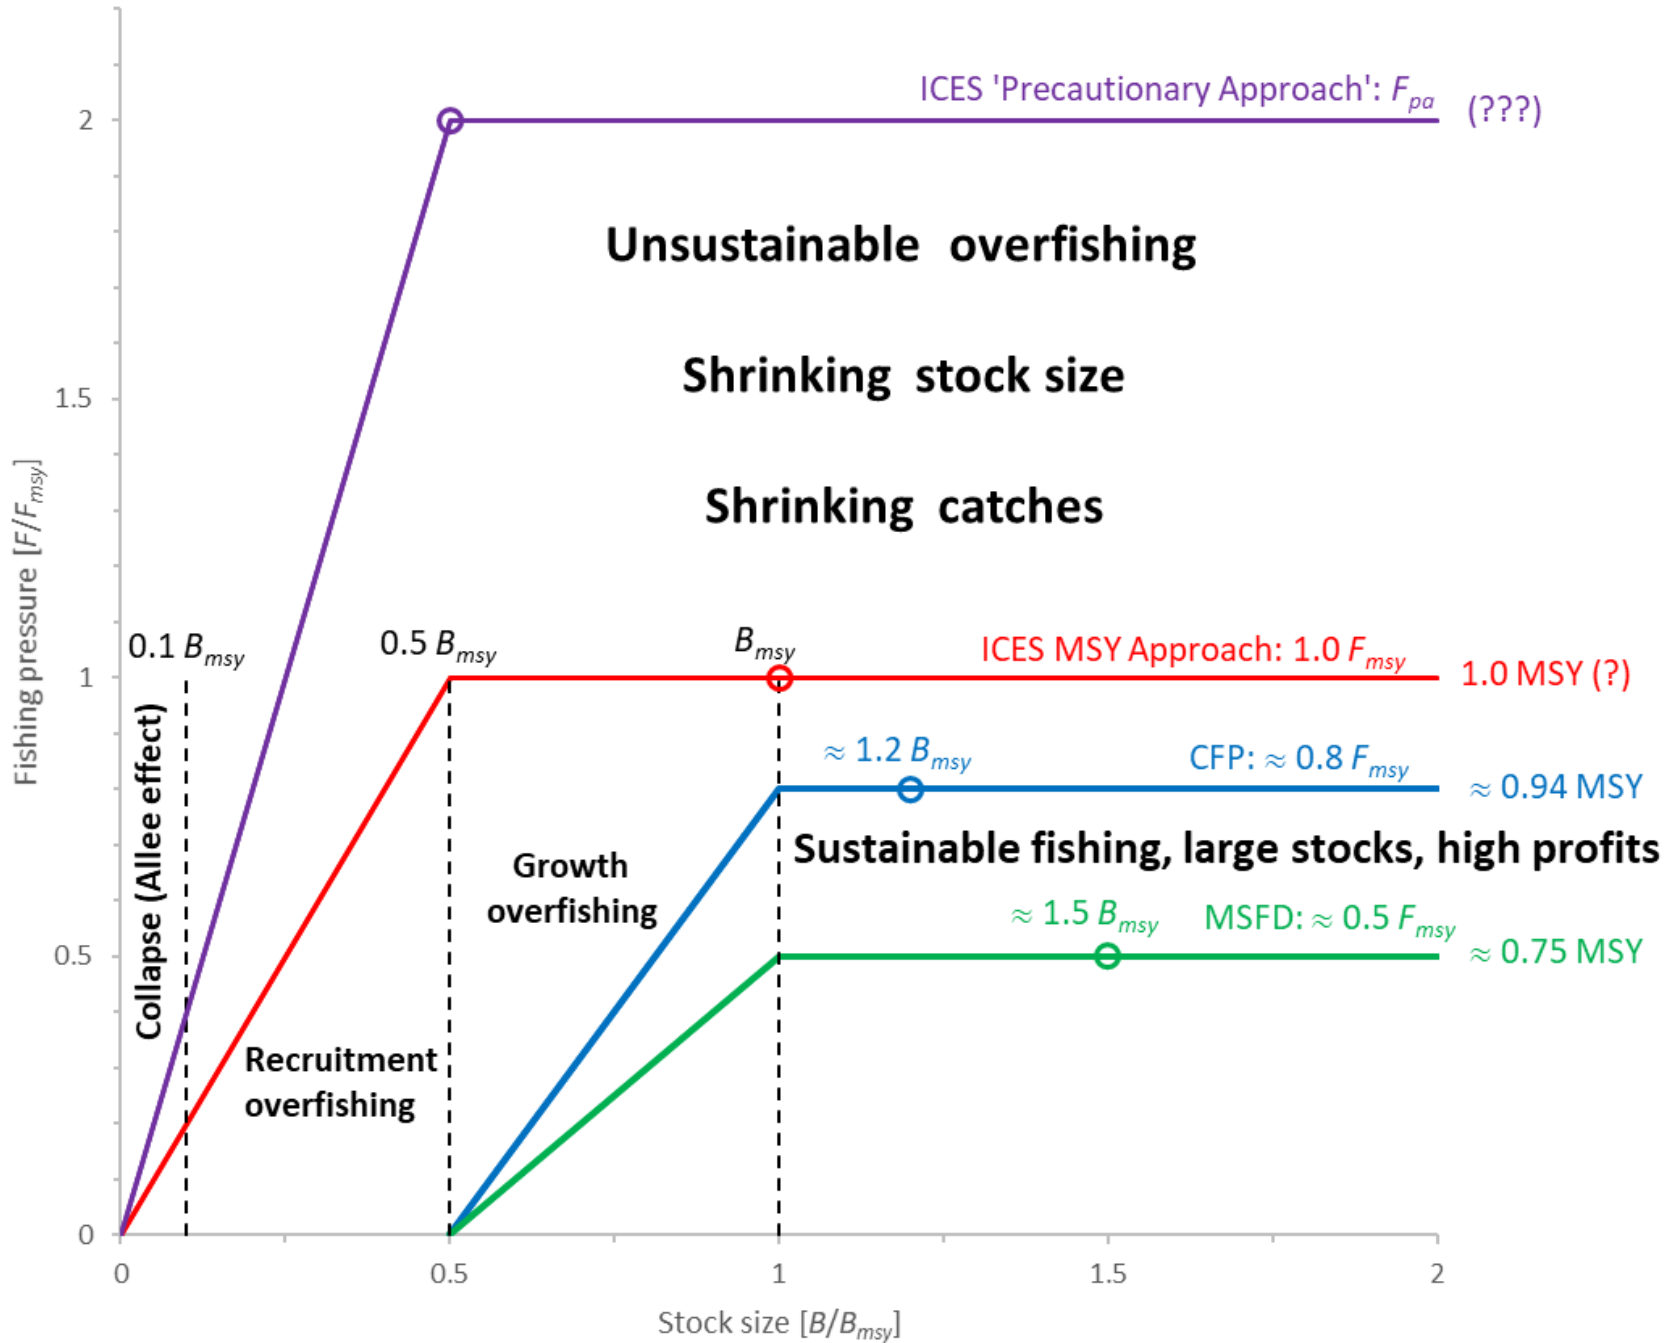 ICES 'Precautionary Approach': Fpa (???)
2
Unsustainable overfishing
Shrinking stock size
1.5
Shrinking catches
Fishing pressure [F/Fmsy]
0.1 Bmsy
0.5 Bmsy
Bmsy
ICES MSY Approach: 1.0 Fmsy
1.0 MSY (?)
1
≈ 1.2 Bmsy
CFP: ≈ 0.8 Fmsy
≈ 0.94 MSY
Collapse (Allee effect)
Growth
overfishing
Sustainable fishing, large stocks, high profits
≈ 1.5 Bmsy
MSFD: ≈ 0.5 Fmsy
≈ 0.75 MSY
0.5
Recruitment
overfishing
0
0 0.5 1 1.5 2
Stock size [B/Bmsy]